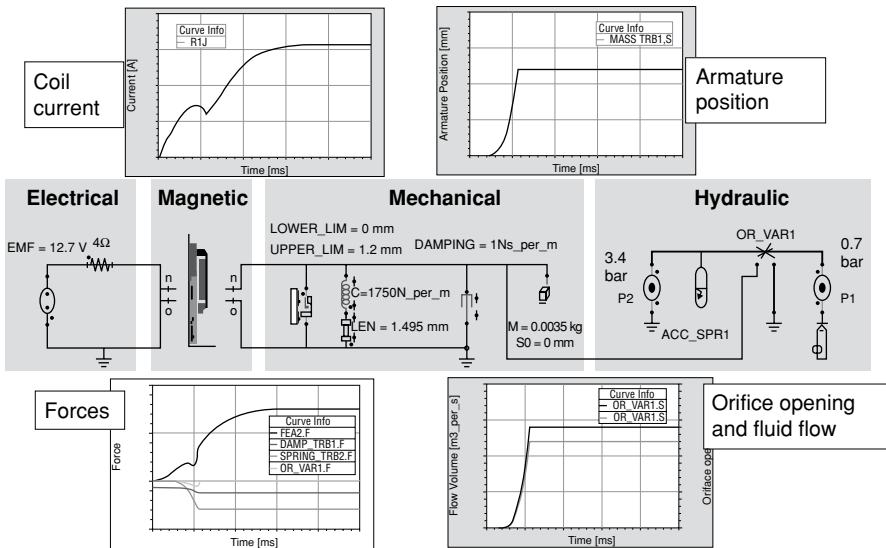 Coil
current
Current [A]
Curve Info
R1J
Time [ms]
Armature Position [mm]
Curve Info
MASS TRB1,S
Time [ms]
Armature
position
Electrical
Magnetic
Mechanical
Hydraulic
EMF = 12.7 V
4Ω
n
o
n
o
LOWER_LIM = 0 mm
UPPER_LIM = 1.2 mm
DAMPING = 1Ns_per_m
C=1750N_per_m
LEN = 1.495 mm
M = 0.0035 kg
S0 = 0 mm
OR_VAR1
3.4
bar
P2
ACC_SPR1
0.7
bar
P1
Forces
Force
Curve Info
FEA2.F
DAMP_TRB1.F
SPRING_TRB2.F
OR_VAR1.F
Time [ms]
Flow Volume [m3_per_s]
Curve Info
OR_VAR1.S
OR_VAR1.S
Oriface ope
Time [ms]
Orifice opening
and fluid flow